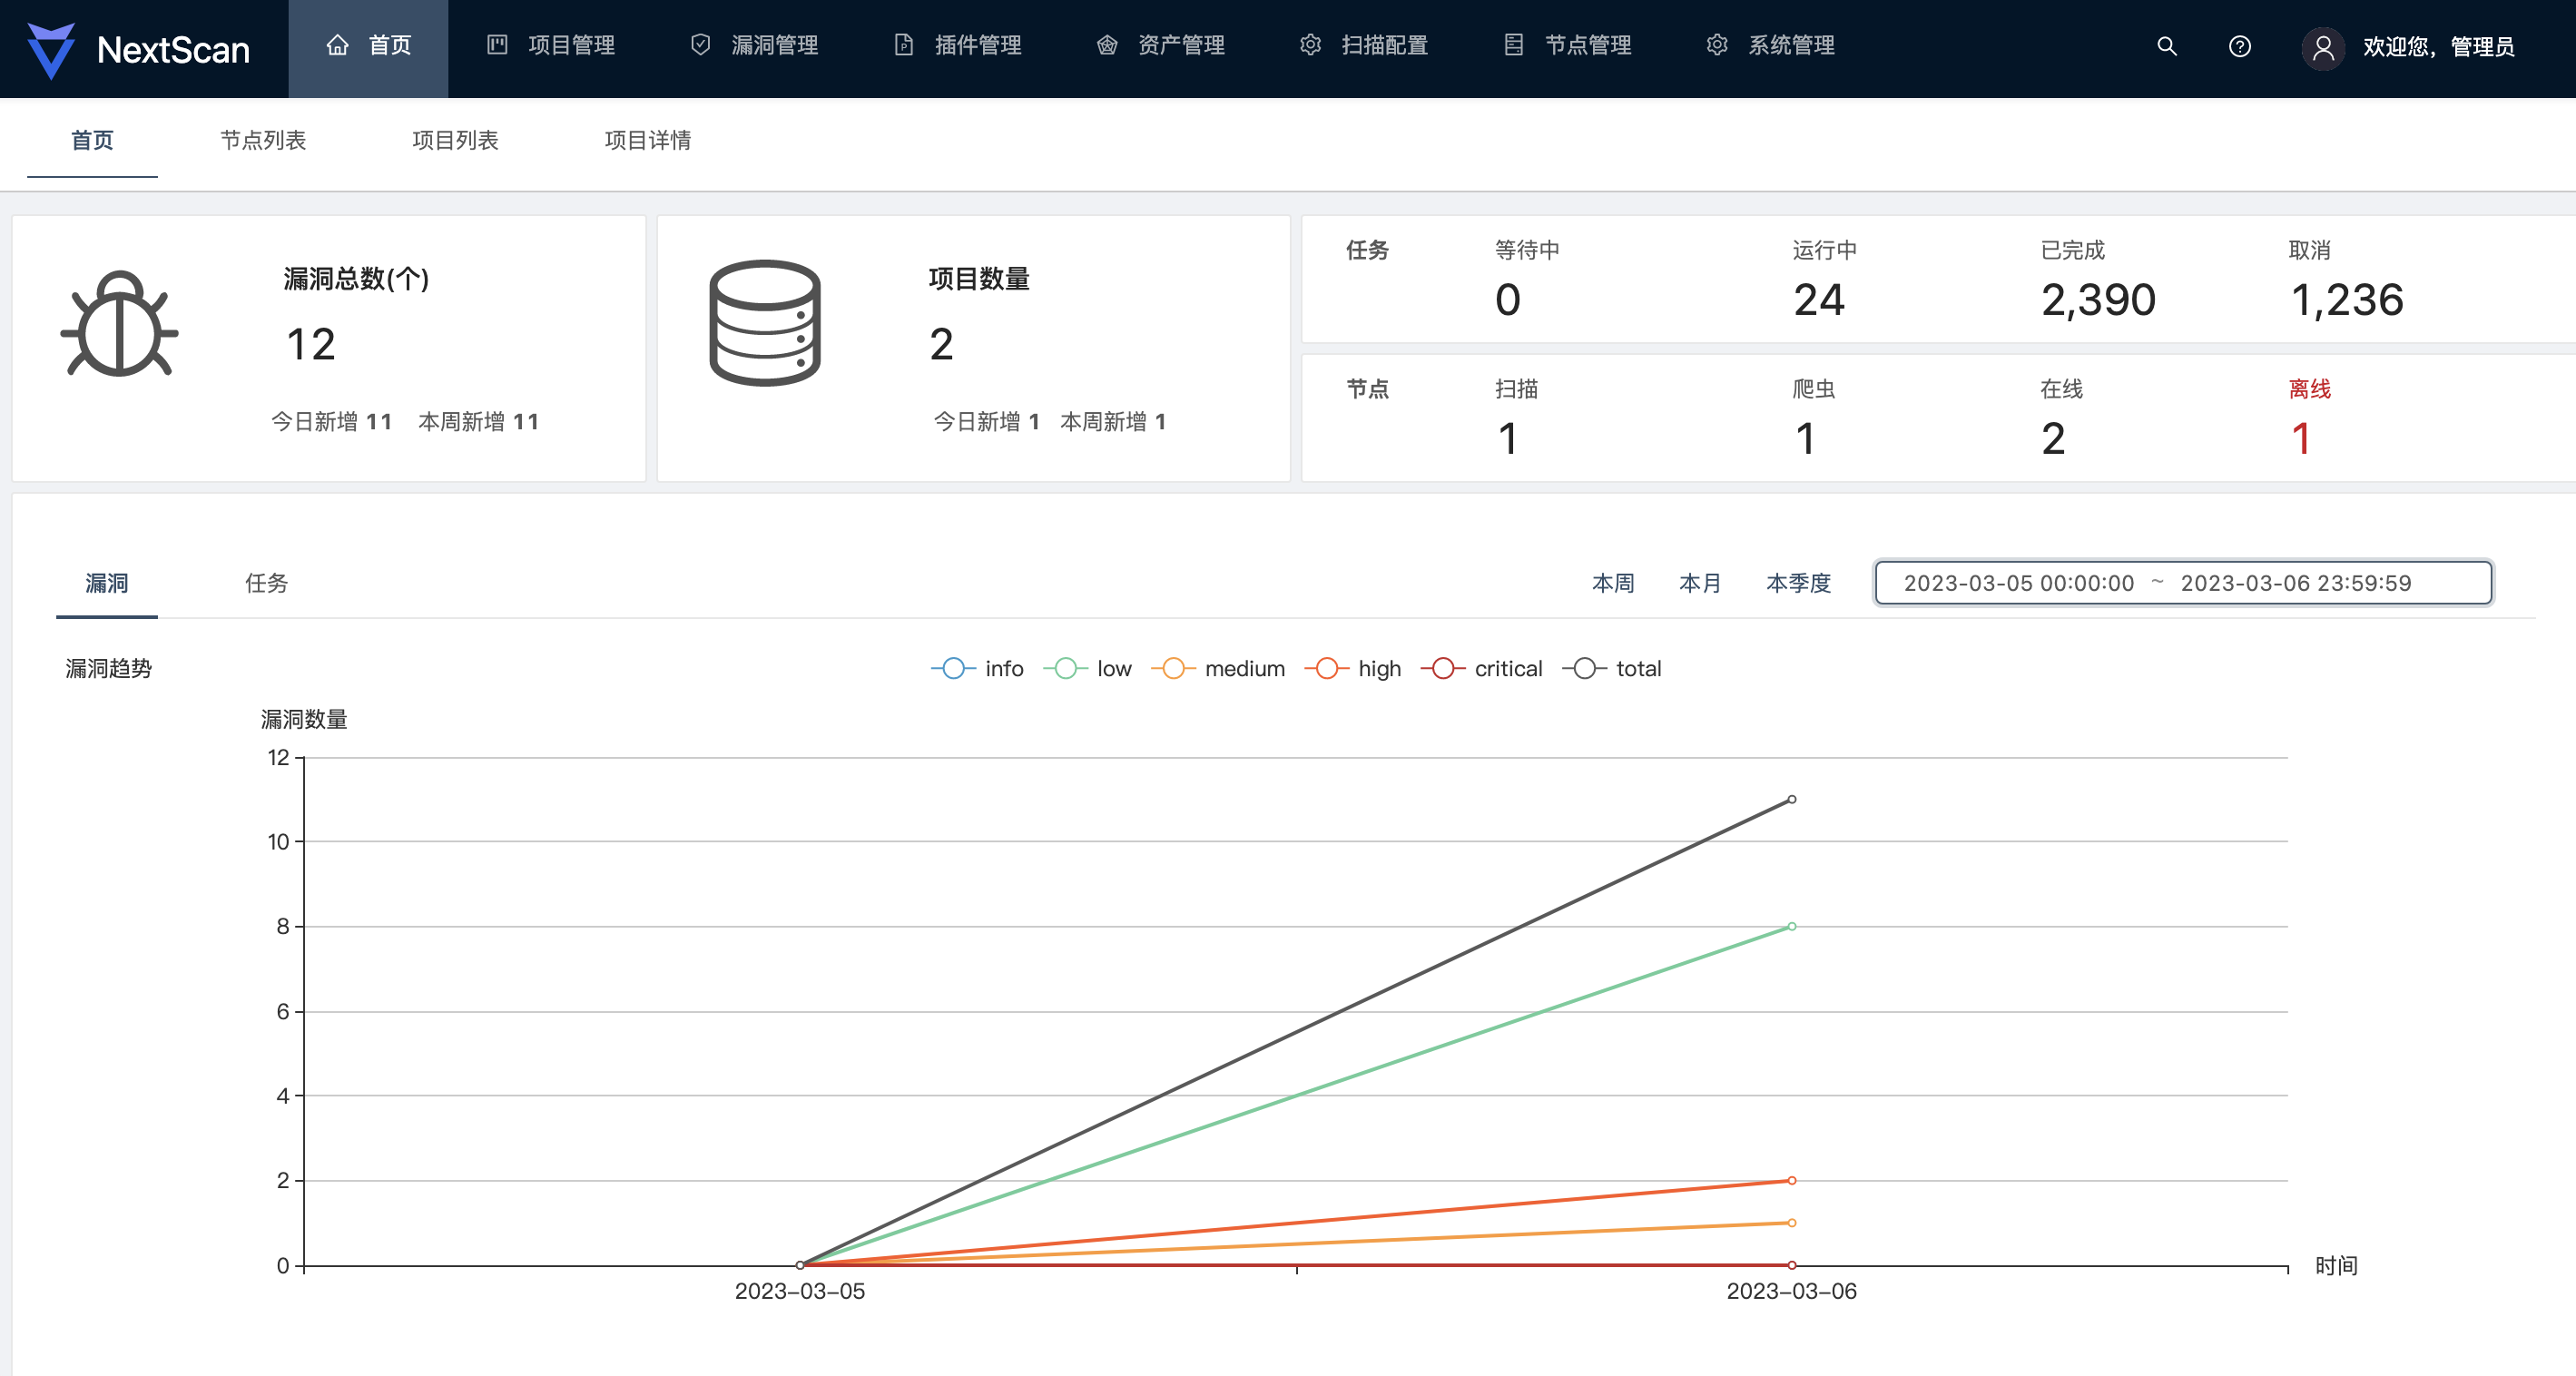 NextScan 首页 项目管理 漏洞管理 插件管理 资产管理 扫描配置 节点管理 系统管理 欢迎您，管理员
首页 节点列表 项目列表 项目详情
漏洞总数(个)
12
今日新增 11 本周新增 11
项目数量
2
今日新增 1 本周新增 1
任务 等待中 运行中 已完成 取消
0 24 2,390 1,236
节点 扫描 爬虫 在线 离线
1 1 2 1
漏洞 任务 本周 本月 本季度 2023-03-05 00:00:00 ~ 2023-03-06 23:59:59
漏洞趋势 info low medium high critical total
漏洞数量
12
10
8
6
4
2
0
时间
2023-03-05 2023-03-06